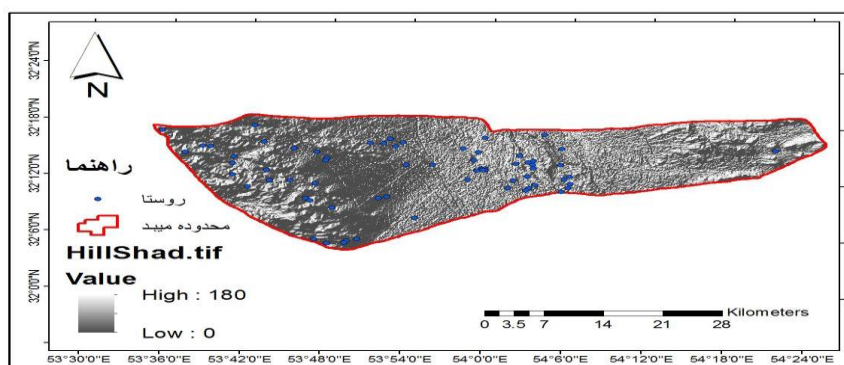 32°24'0"N
32°18'0"N
32°12'0"N
32°6'0"N
32°0'0"N
N
راهنما
روستا
محدوده میبد
HillShad.tif
Value
High : 180
Low : 0
Kilometers
0 3.5 7 14 21 28
53°30'0"E 53°36'0"E 53°42'0"E 53°48'0"E 53°54'0"E 54°0'0"E 54°6'0"E 54°12'0"E 54°18'0"E 54°24'0"E